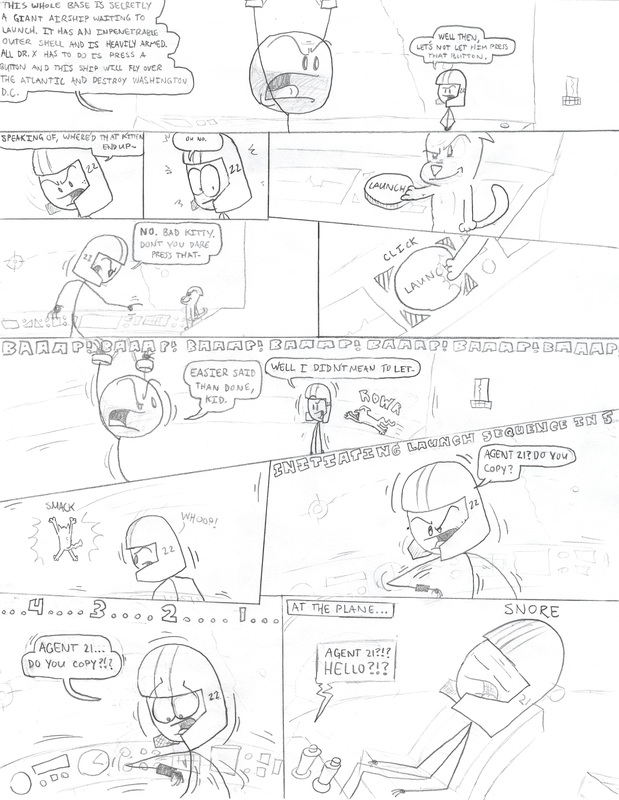 THIS WHOLE BASE IS SECRETLY
A GIANT AIRSHIP WAITING TO
LAUNCH. IT HAS AN INPENETRABLE
OUTER SHELL AND IS HEAVILY ARMED.
ALL DR. X HAS TO DO IS PRESS A
BUTTON AND THIS SHIP WILL FLY OVER
THE ATLANTIC AND DESTROY WASHINGTON
D.C.
WELL THEN,
LET'S NOT LET HIM PRESS
THAT BUTTON.
SPEAKING OF, WHERE'D THAT KITTEN
END UP-
22
OH NO.
22
LAUNCH
NO. BAD KITTY.
DON'T YOU DARE
PRESS THAT-
22
CLICK
LAUNCH
BAAAP! BAAAP! BAAAP! BAAAP! BAAAP! BAAAP! BAAAP
EASIER SAID
THAN DONE,
KID.
WELL I DIDN'T MEAN TO LET-
ROWR
SMACK
WHOOP!
22
INITIATING LAUNCH SEQUENCE IN 5
AGENT 21? DO YOU
COPY?
22
....4....3....2....1...
AGENT 21...
DO YOU COPY?!?
22
AT THE PLANE...
SNORE
AGENT 21?!?
HELLO?!?
21